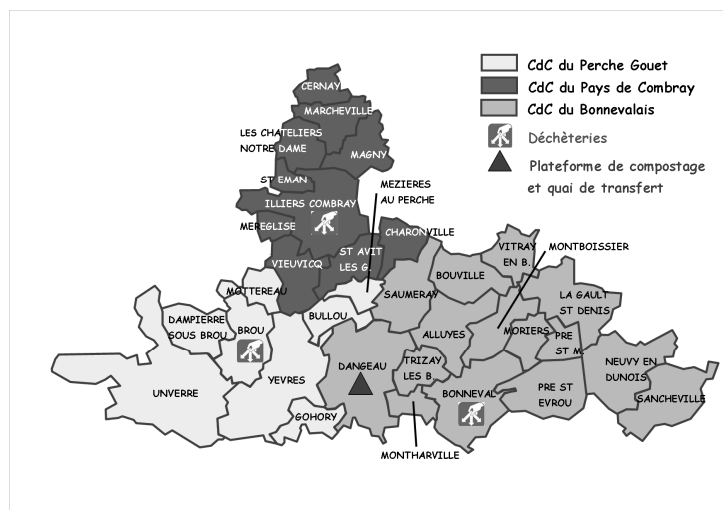 CdC du Perche Gouet
CdC du Pays de Combray
CdC du Bonnevalais
Déchèteries
Plateforme de compostage
et quai de transfert
CERNAY
MARCHEVILLE
LES CHATELIERS
NOTRE DAME
MAGNY
ST EMAN
MEZIERES
AU PERCHE
ILLIERS COMBRAY
MEREGLISE
CHARONVILLE
ST AVIT
LES G.
VIEUVICQ
VITRAY
EN B.
MONTBOISSIER
BOUVILLE
MOTTEREAU
SAUMERAY
LA GAULT
ST DENIS
BULLOU
DAMPIERRE
SOUS BROU
BROU
ALLUYES
MORIERS
PRE
ST M.
DANGEAU
TRIZAY
LES B.
NEUVY EN
DUNOIS
YEVRES
UNVERRE
BONNEVAL
PRE ST
EVROU
SANCHEVILLE
GOHORY
MONTHARVILLE